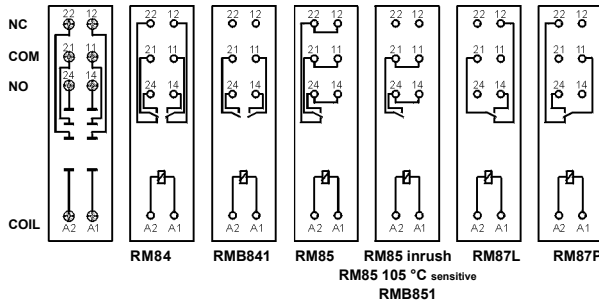 NC 22 12 22 12 22 12 22 12 22 12 22 12 22 12
COM 21 11 21 11 21 11 21 11 21 11 21 11 21 11
NO 24 14 24 14 24 14 24 14 24 14 24 14 24 14
COIL A2 A1 A2 A1 A2 A1 A2 A1 A2 A1 A2 A1 A2 A1
RM84 RMB841 RM85 RM85 inrush RM87L RM87P
RM85 105 °C sensitive
RMB851